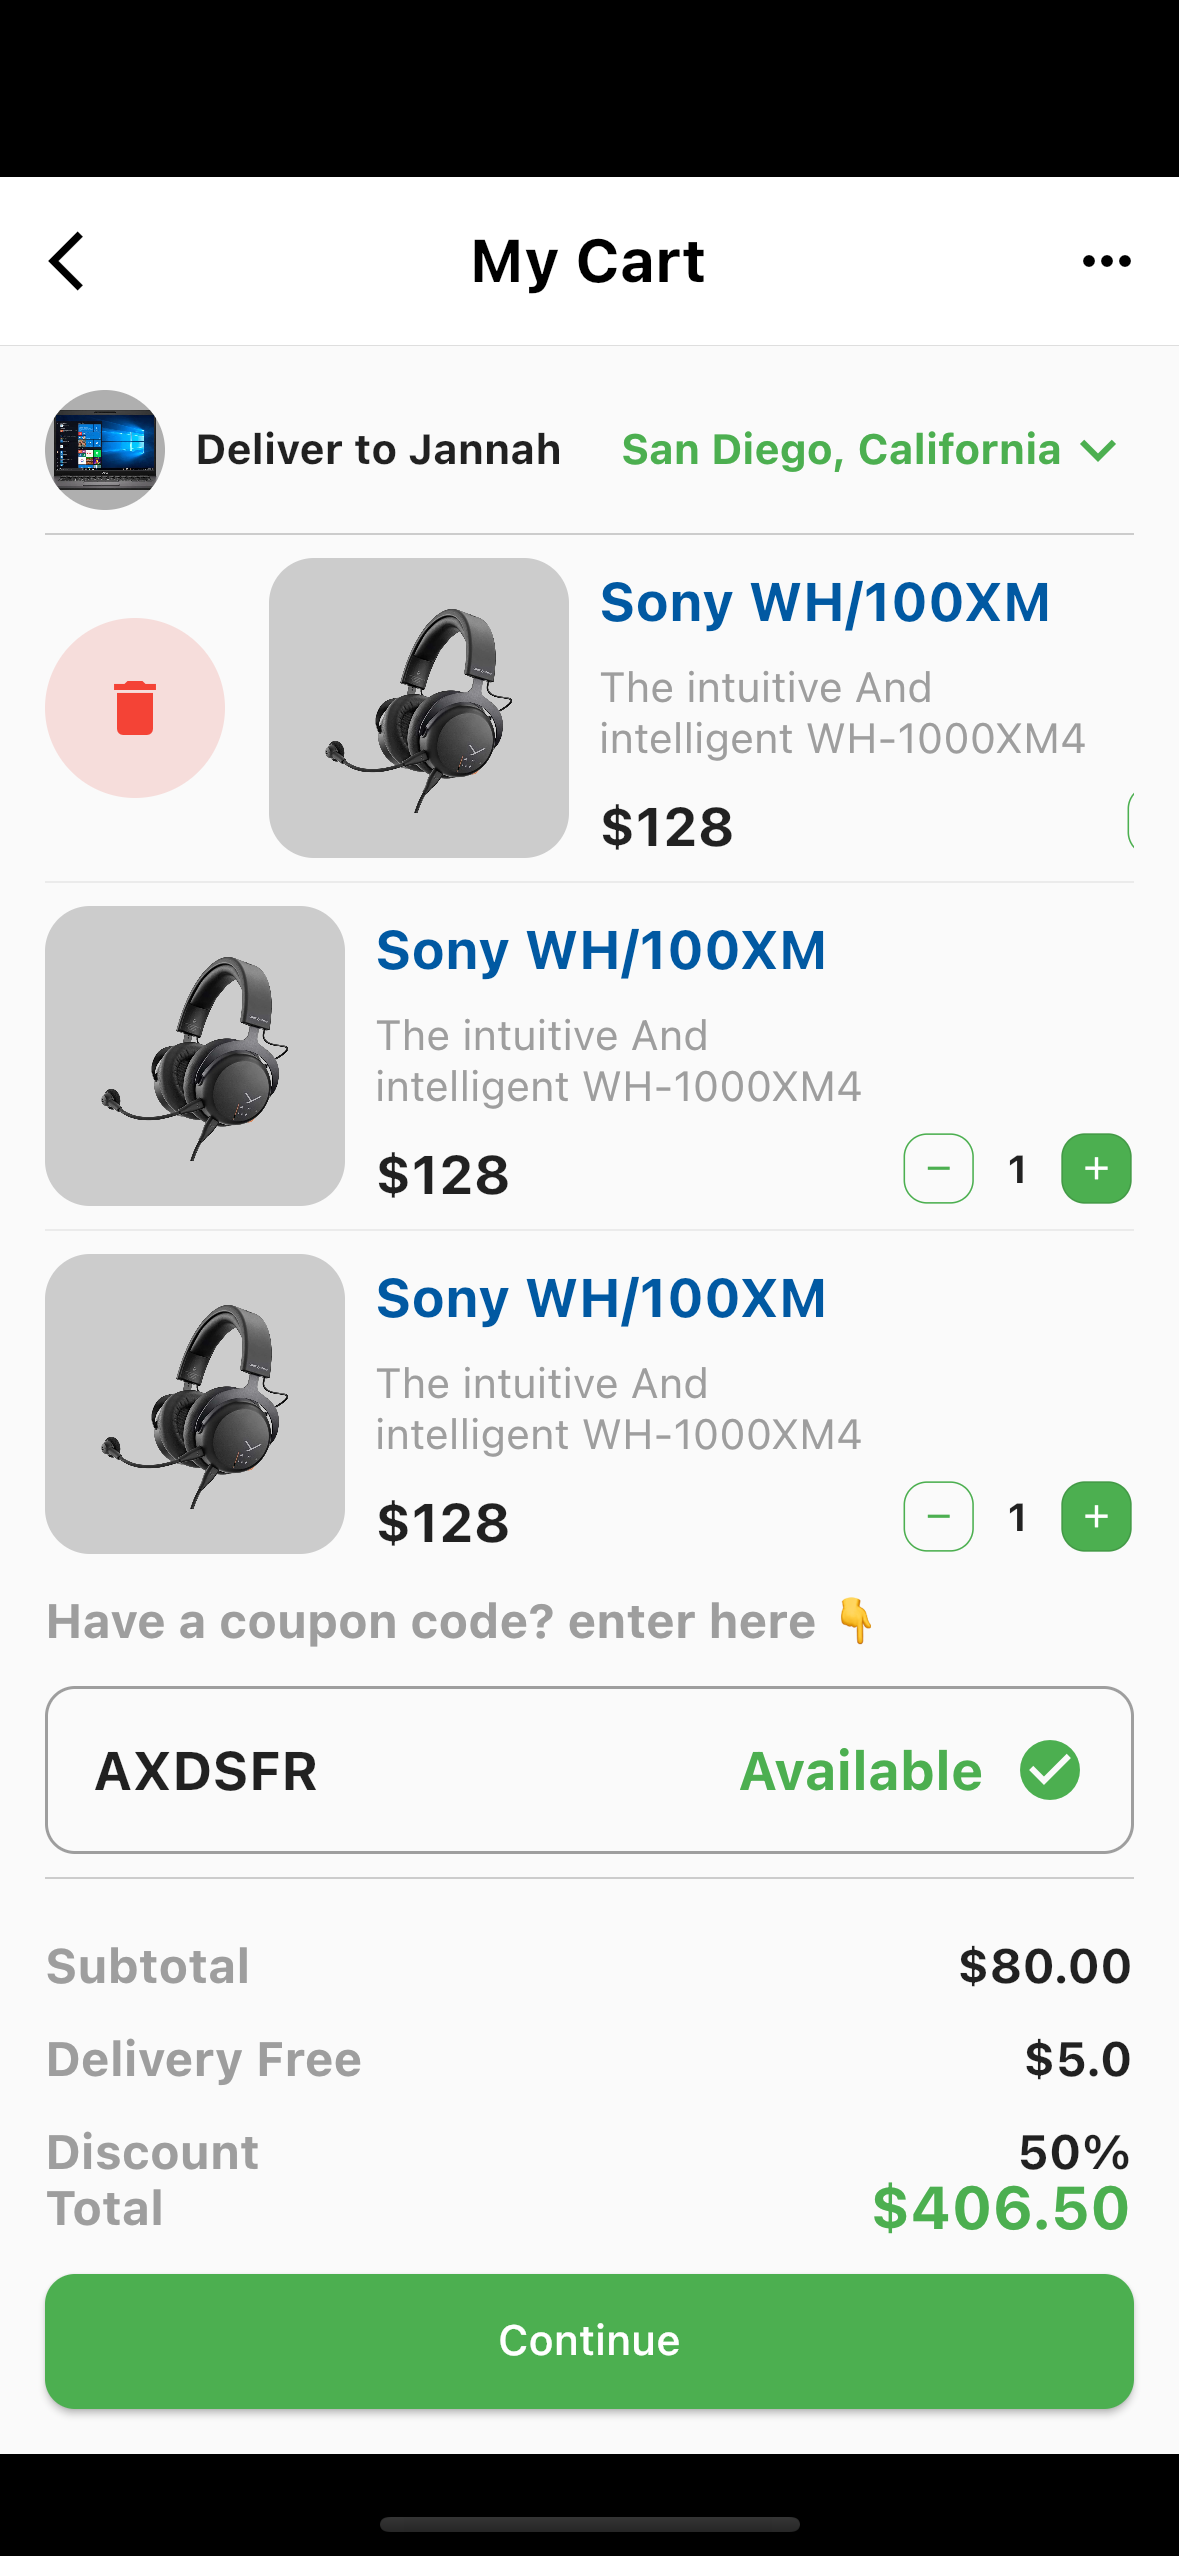 My Cart
Deliver to Jannah San Diego, California
Sony WH/100XM
The intuitive And
intelligent WH-1000XM4
$128
Sony WH/100XM
The intuitive And
intelligent WH-1000XM4
$128 − 1 +
Sony WH/100XM
The intuitive And
intelligent WH-1000XM4
$128 − 1 +
Have a coupon code? enter here 👇
AXDSFR Available
Subtotal $80.00
Delivery Free $5.0
Discount 50%
Total $406.50
Continue